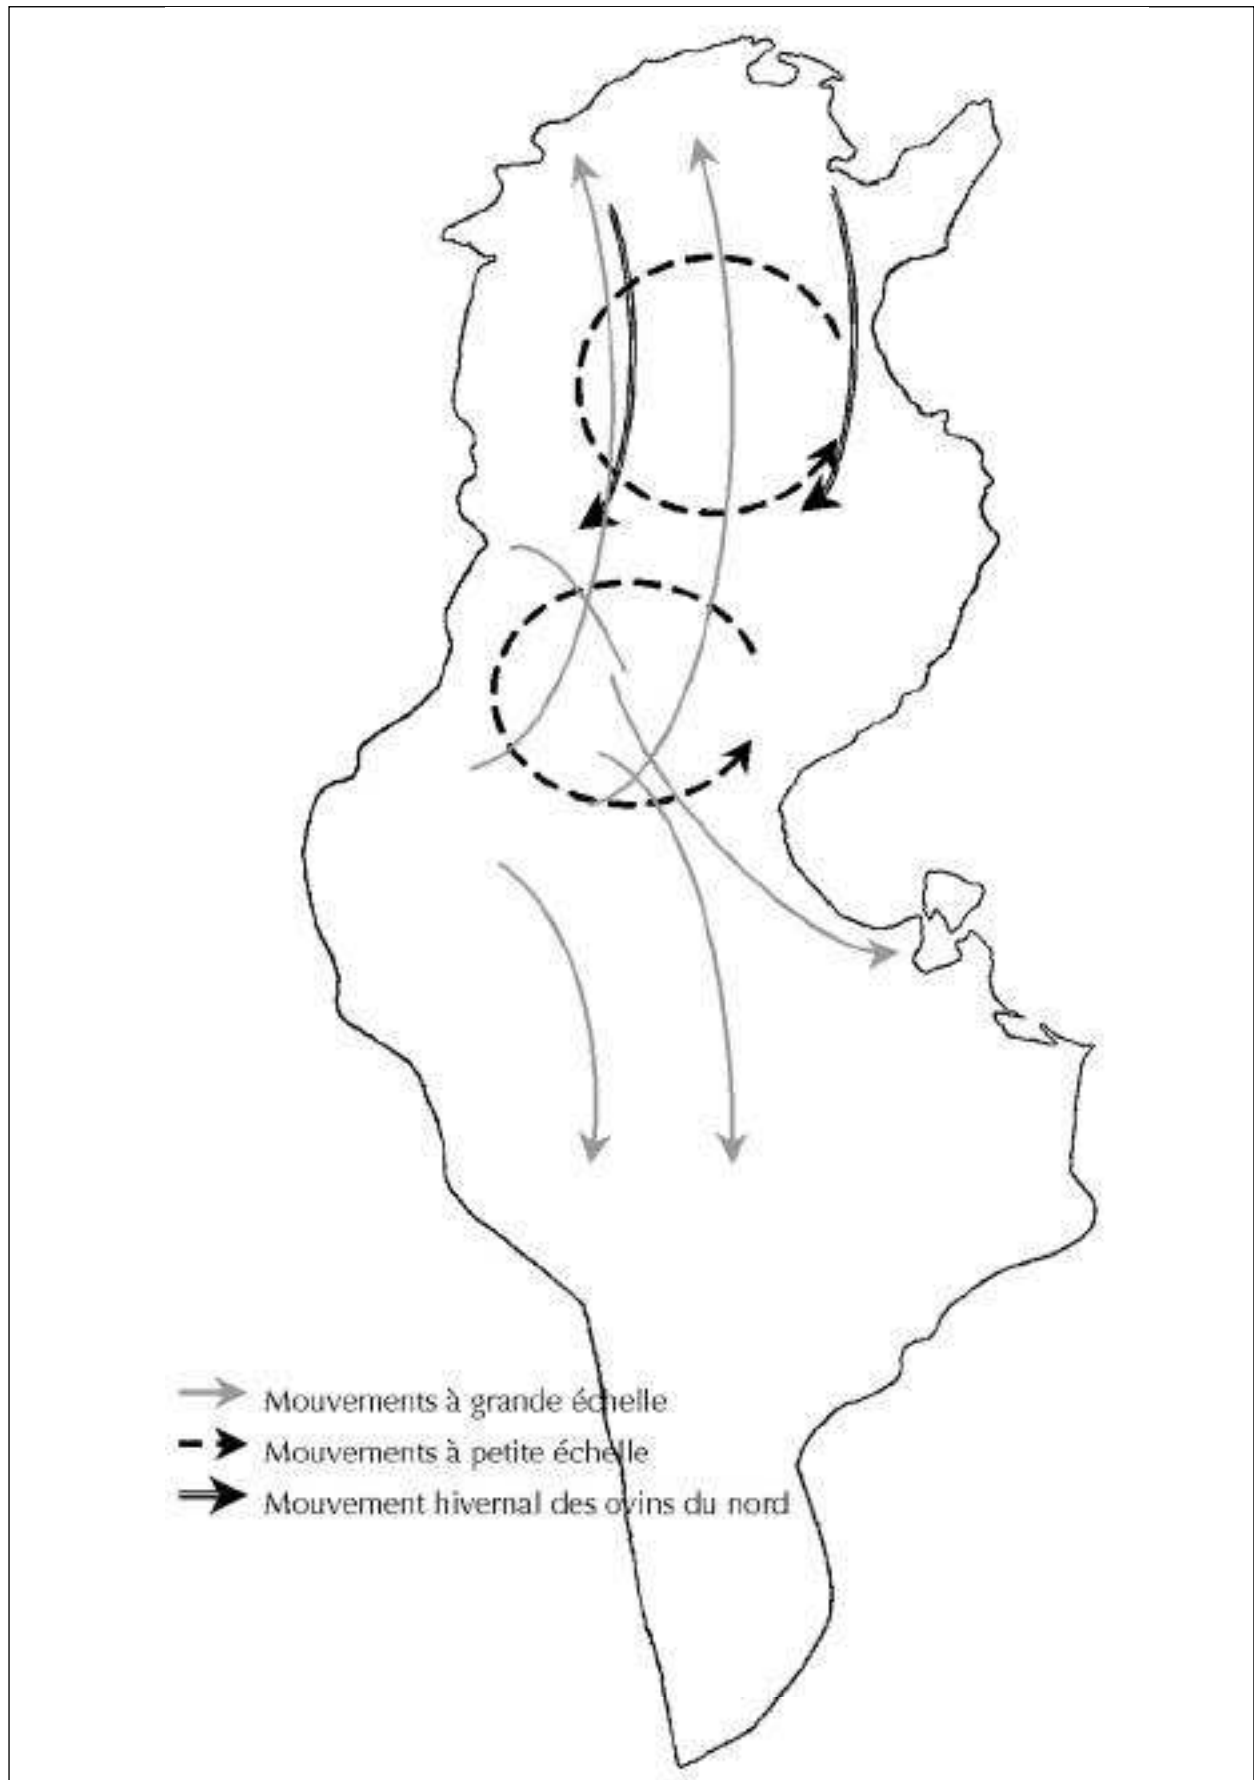 Mouvements à grande échelle
Mouvements à petite échelle
Mouvement hivernal des ovins du nord